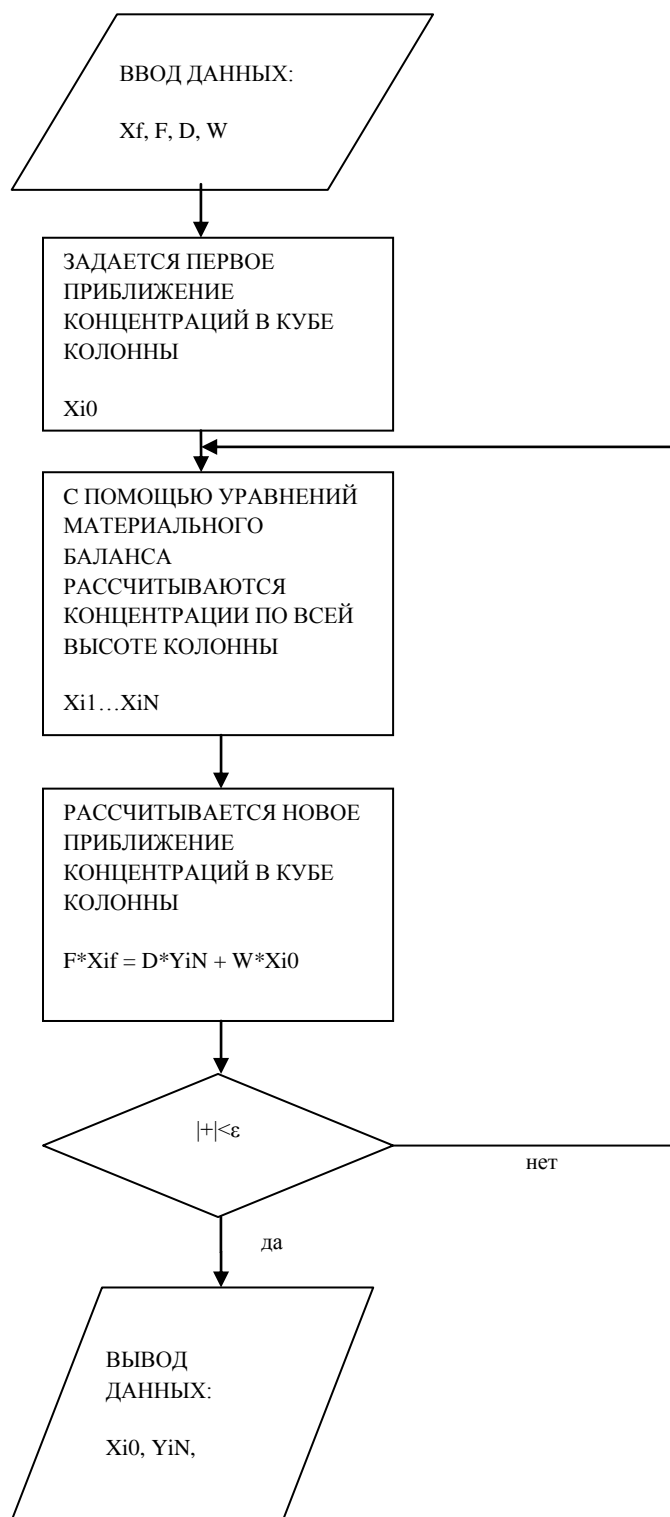 ВВОД ДАННЫХ:
Xf, F, D, W
ЗАДАЕТСЯ ПЕРВОЕ
ПРИБЛИЖЕНИЕ
КОНЦЕНТРАЦИЙ В КУБЕ
КОЛОННЫ
Xi0
С ПОМОЩЬЮ УРАВНЕНИЙ
МАТЕРИАЛЬНОГО
БАЛАНСА
РАССЧИТЫВАЮТСЯ
КОНЦЕНТРАЦИИ ПО ВСЕЙ
ВЫСОТЕ КОЛОННЫ
Xi1…XiN
РАССЧИТЫВАЕТСЯ НОВОЕ
ПРИБЛИЖЕНИЕ
КОНЦЕНТРАЦИЙ В КУБЕ
КОЛОННЫ
F*Xif = D*YiN + W*Xi0
|+|<ε
нет
да
ВЫВОД
ДАННЫХ:
Xi0, YiN,